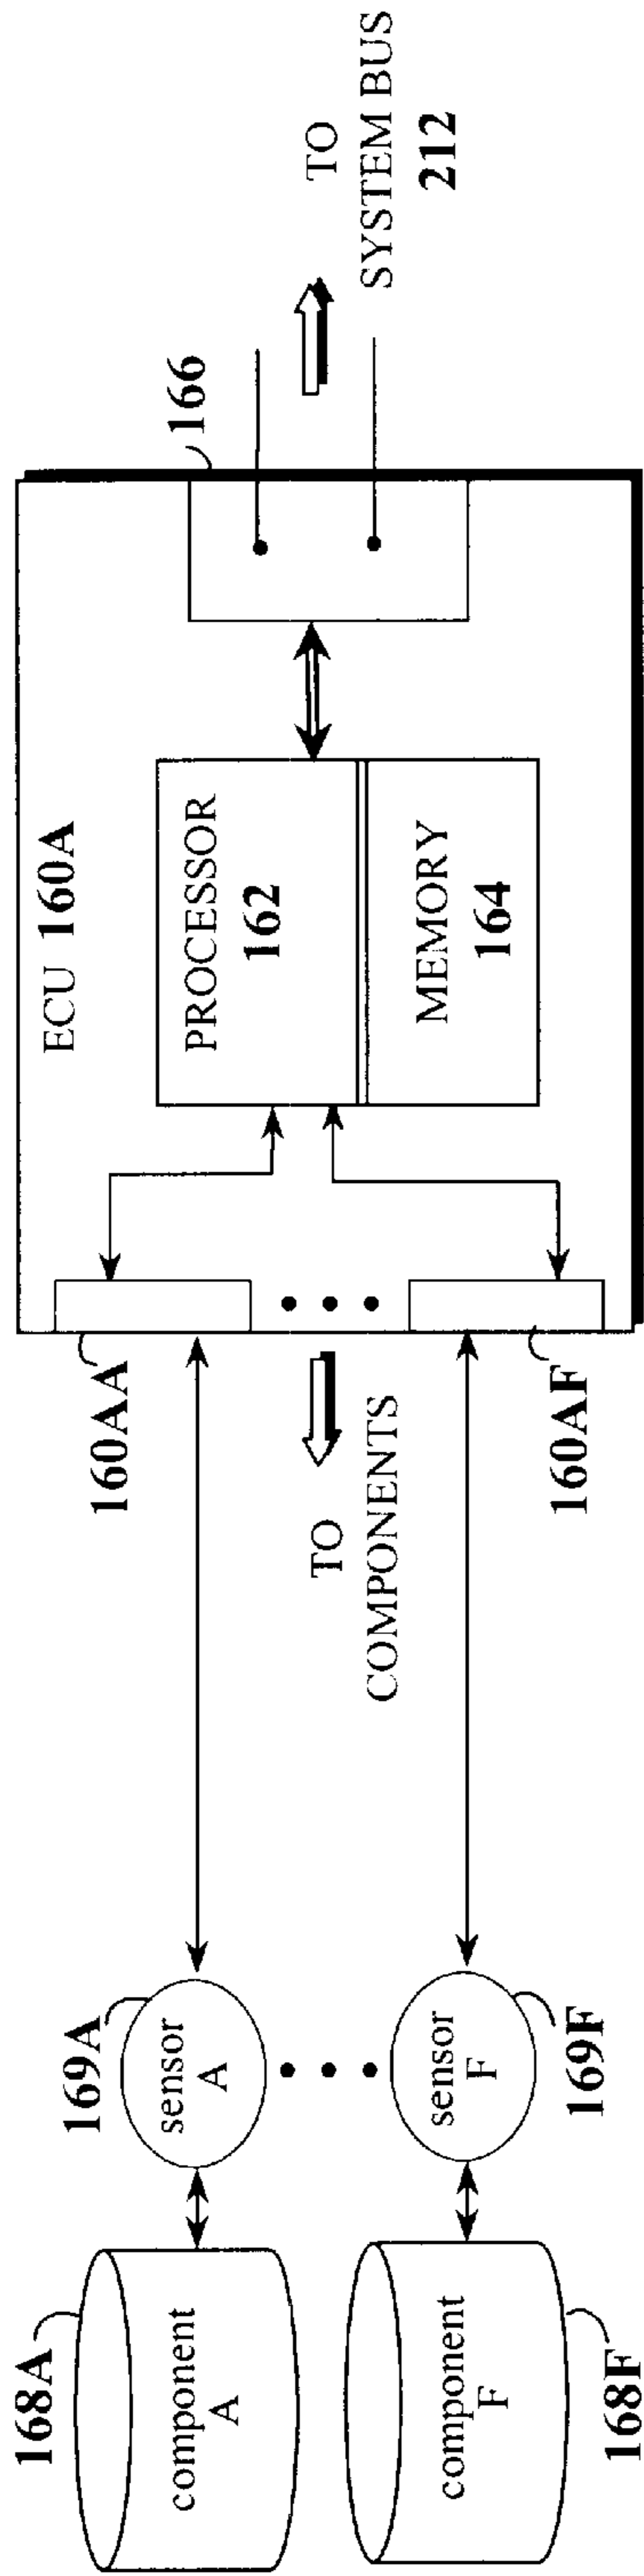 168A
component
A
168F
component
F
169A
sensor
A
169F
sensor
F
TO
COMPONENTS
160AA
160AF
ECU 160A
PROCESSOR
162
MEMORY
164
166
TO
SYSTEM BUS
212